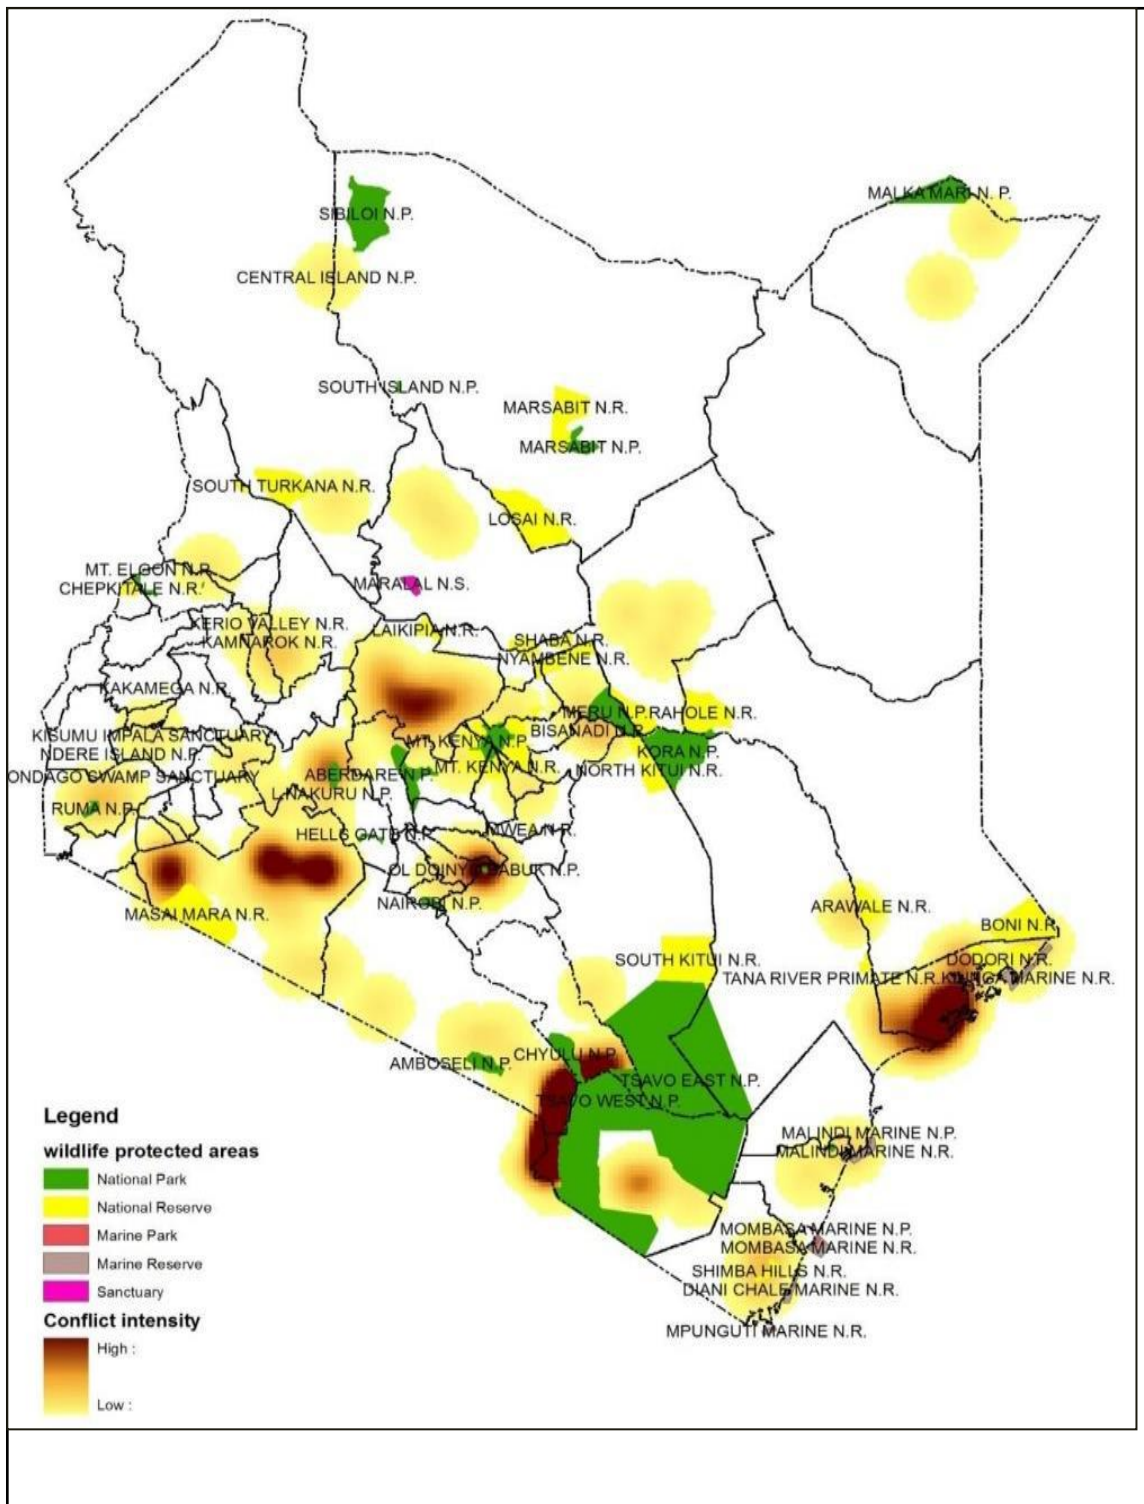 MALKA MARI N. P.
SIBILOI N.P.
CENTRAL ISLAND N.P.
SOUTH ISLAND N.P.
MARSABIT N.R.
MARSABIT N.P.
SOUTH TURKANA N.R.
LOSAI N.R.
MT. ELGON N.R.
CHEPKITALE N.R.
MARALAL N.S.
KERIO VALLEY N.R.
LAIKIPIA N.R.
KAMNAROK N.R.
SHABA N.R.
NYAMBENE N.R.
KAKAMEGA N.R.
MERU N.P.
RAHOLE N.R.
BISANADI N.R.
KISUMU IMPALA SANCTUARY
MT. KENYA N.P.
NDERE ISLAND N.P.
KORA N.P.
MT. KENYA N.R.
NORTH KITUI N.R.
ONDAGO SWAMP SANCTUARY
ABERDARE N.P.
L.NAKURU N.P.
RUMA N.P.
HELLS GATE N.P.
MWEA N.R.
OL DOINYO SABUK N.P.
NAIROBI N.P.
MASAI MARA N.R.
ARAWALE N.R.
BONI N.R.
SOUTH KITUI N.R.
DODORI N.R.
TANA RIVER PRIMATE N.R.
KIUNGA MARINE N.R.
CHYULU N.P.
AMBOSELI N.P.
TSAVO EAST N.P.
TSAVO WEST N.P.
MALINDI MARINE N.P.
MALINDI MARINE N.R.
MOMBASA MARINE N.P.
MOMBASA MARINE N.R.
SHIMBA HILLS N.R.
DIANI CHALE MARINE N.R.
MPUNGUTI MARINE N.R.
Legend
wildlife protected areas
National Park
National Reserve
Marine Park
Marine Reserve
Sanctuary
Conflict intensity
High :
Low :